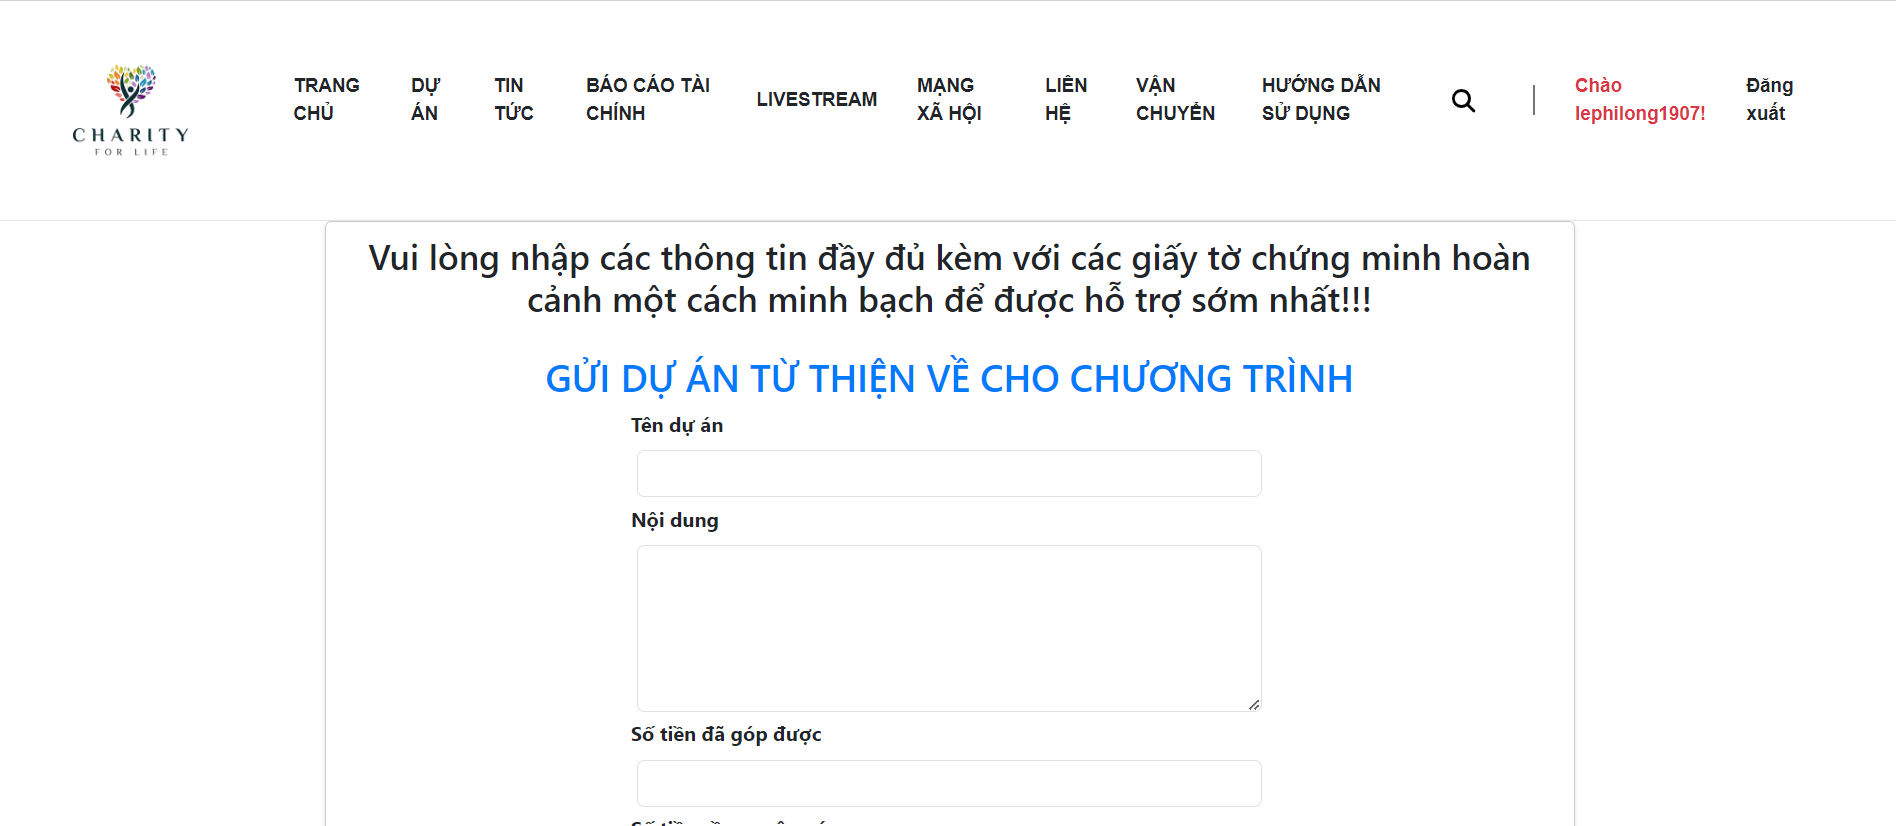 CHARITY
FOR LIFE
TRANG
CHỦ
DỰ
ÁN
TIN
TỨC
BÁO CÁO TÀI
CHÍNH
LIVESTREAM
MẠNG
XÃ HỘI
LIÊN
HỆ
VẬN
CHUYỂN
HƯỚNG DẪN
SỬ DỤNG
Chào
lephilong1907!
Đăng
xuất
Vui lòng nhập các thông tin đầy đủ kèm với các giấy tờ chứng minh hoàn
cảnh một cách minh bạch để được hỗ trợ sớm nhất!!!
GỬI DỰ ÁN TỪ THIỆN VỀ CHO CHƯƠNG TRÌNH
Tên dự án
Nội dung
Số tiền đã góp được